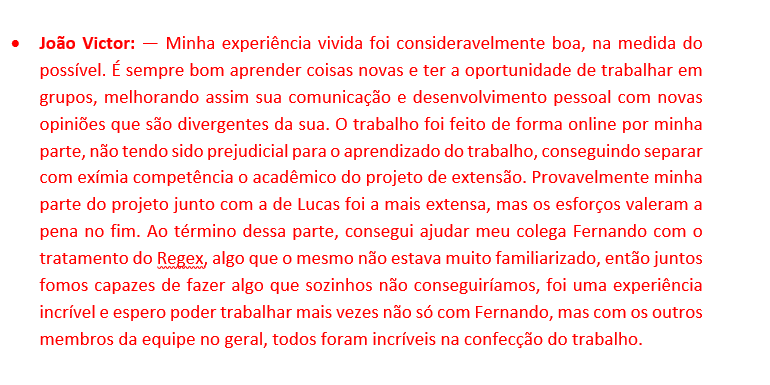 • João Victor: — Minha experiência vivida foi consideravelmente boa, na medida do
possível. É sempre bom aprender coisas novas e ter a oportunidade de trabalhar em
grupos, melhorando assim sua comunicação e desenvolvimento pessoal com novas
opiniões que são divergentes da sua. O trabalho foi feito de forma online por minha
parte, não tendo sido prejudicial para o aprendizado do trabalho, conseguindo separar
com exímia competência o acadêmico do projeto de extensão. Provavelmente minha
parte do projeto junto com a de Lucas foi a mais extensa, mas os esforços valeram a
pena no fim. Ao término dessa parte, consegui ajudar meu colega Fernando com o
tratamento do Regex, algo que o mesmo não estava muito familiarizado, então juntos
fomos capazes de fazer algo que sozinhos não conseguiríamos, foi uma experiência
incrível e espero poder trabalhar mais vezes não só com Fernando, mas com os outros
membros da equipe no geral, todos foram incríveis na confecção do trabalho.